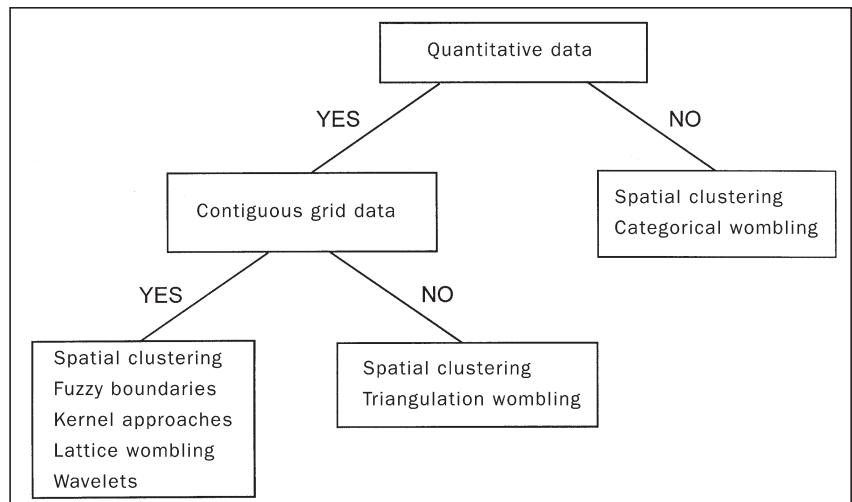 Quantitative data
YES
NO
Contiguous grid data
Spatial clustering
Categorical wombling
YES
NO
Spatial clustering
Fuzzy boundaries
Kernel approaches
Lattice wombling
Wavelets
Spatial clustering
Triangulation wombling